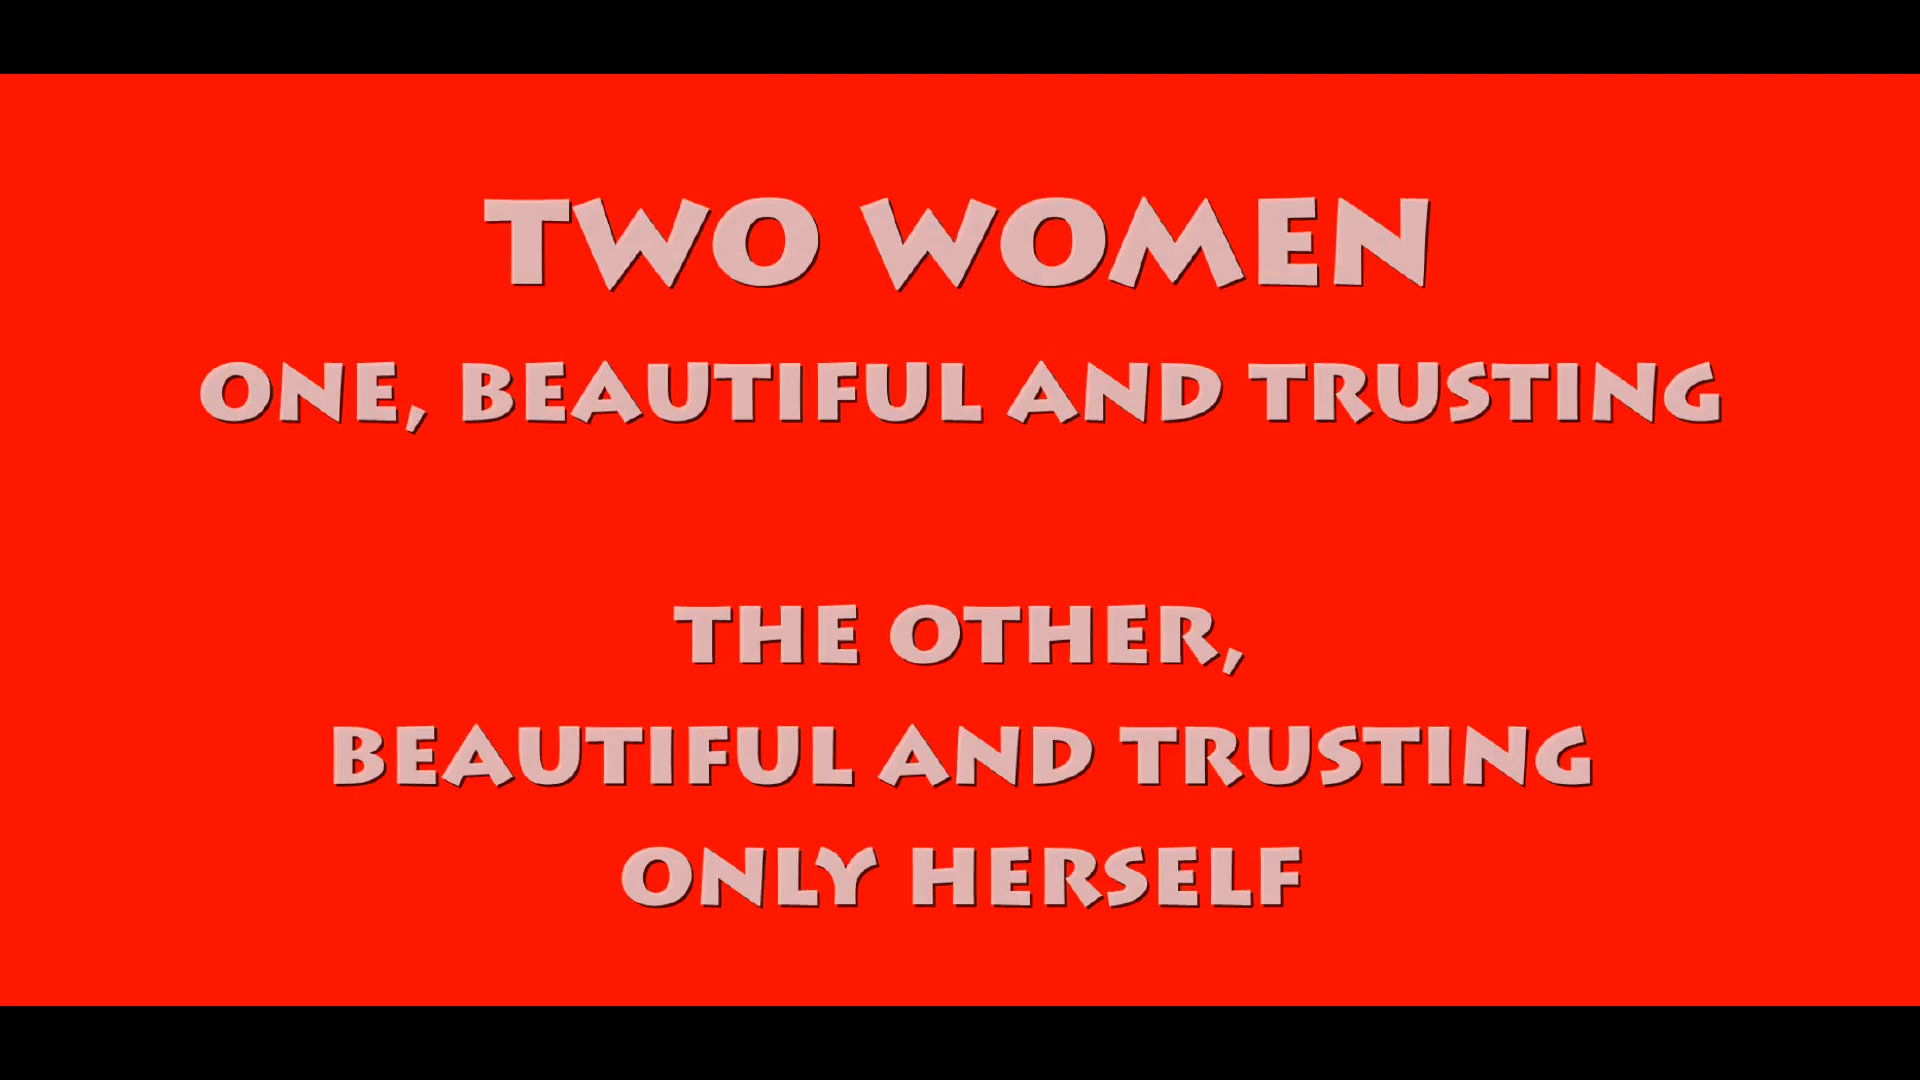 TWO WOMEN
ONE, BEAUTIFUL AND TRUSTING
THE OTHER,
BEAUTIFUL AND TRUSTING
ONLY HERSELF